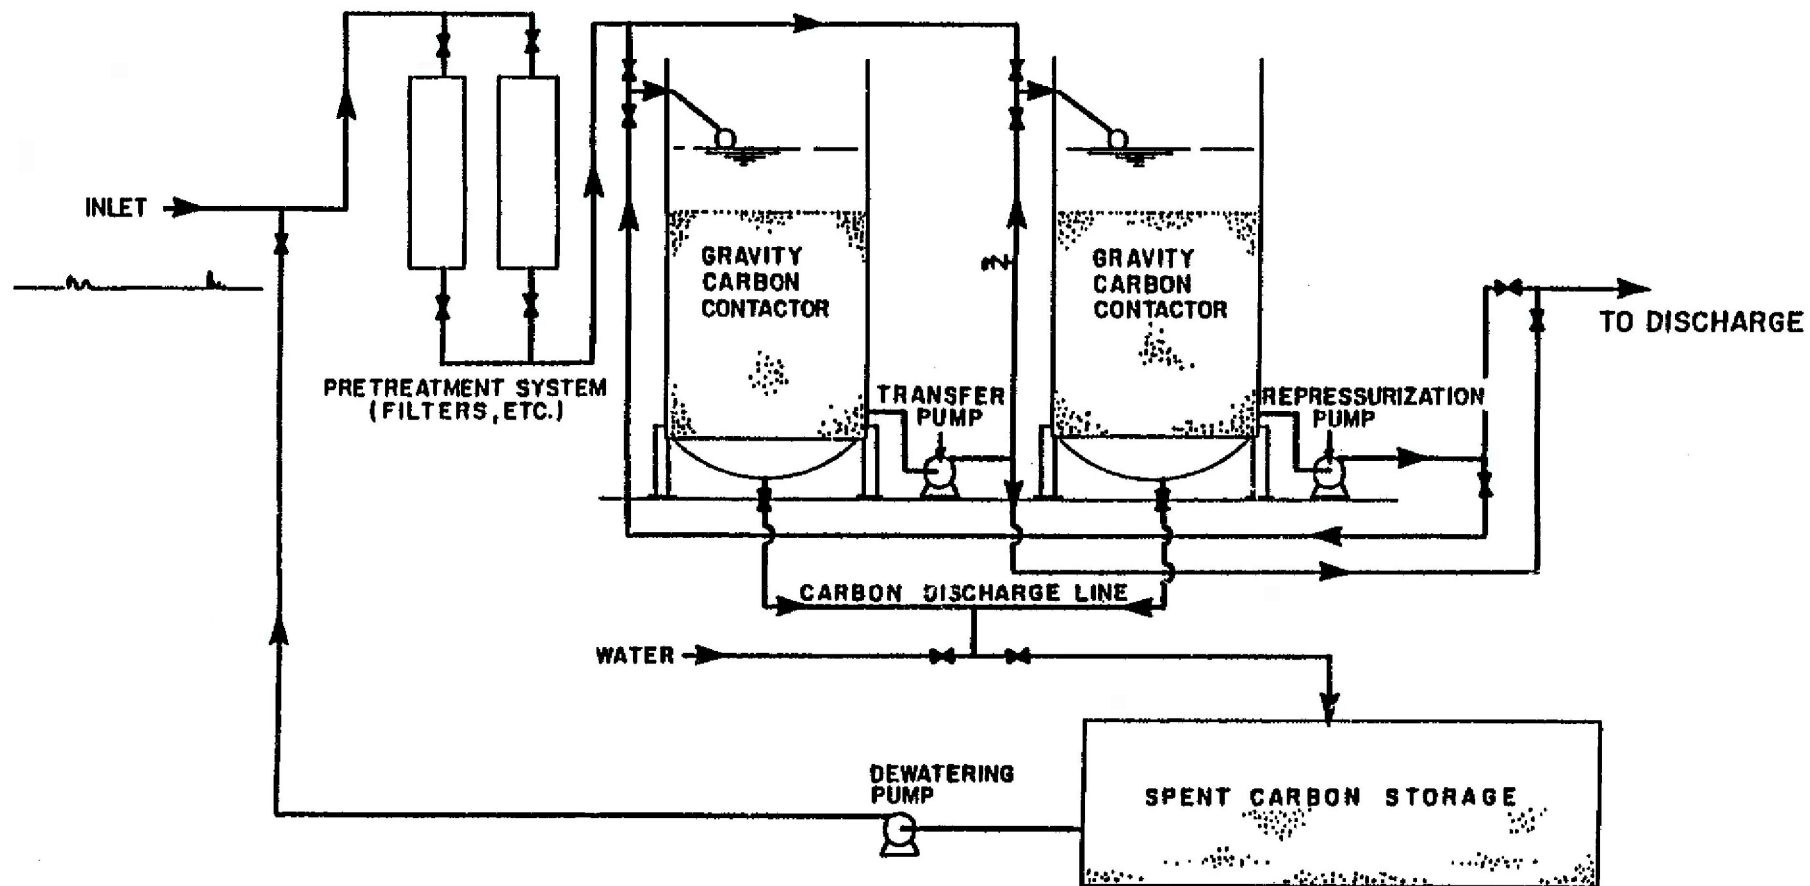 INLET
PRETREATMENT SYSTEM
(FILTERS, ETC.)
GRAVITY
CARBON
CONTACTOR
TRANSFER
PUMP
GRAVITY
CARBON
CONTACTOR
REPRESSURIZATION
PUMP
TO DISCHARGE
CARBON DISCHARGE LINE
WATER
DEWATERING
PUMP
SPENT CARBON STORAGE